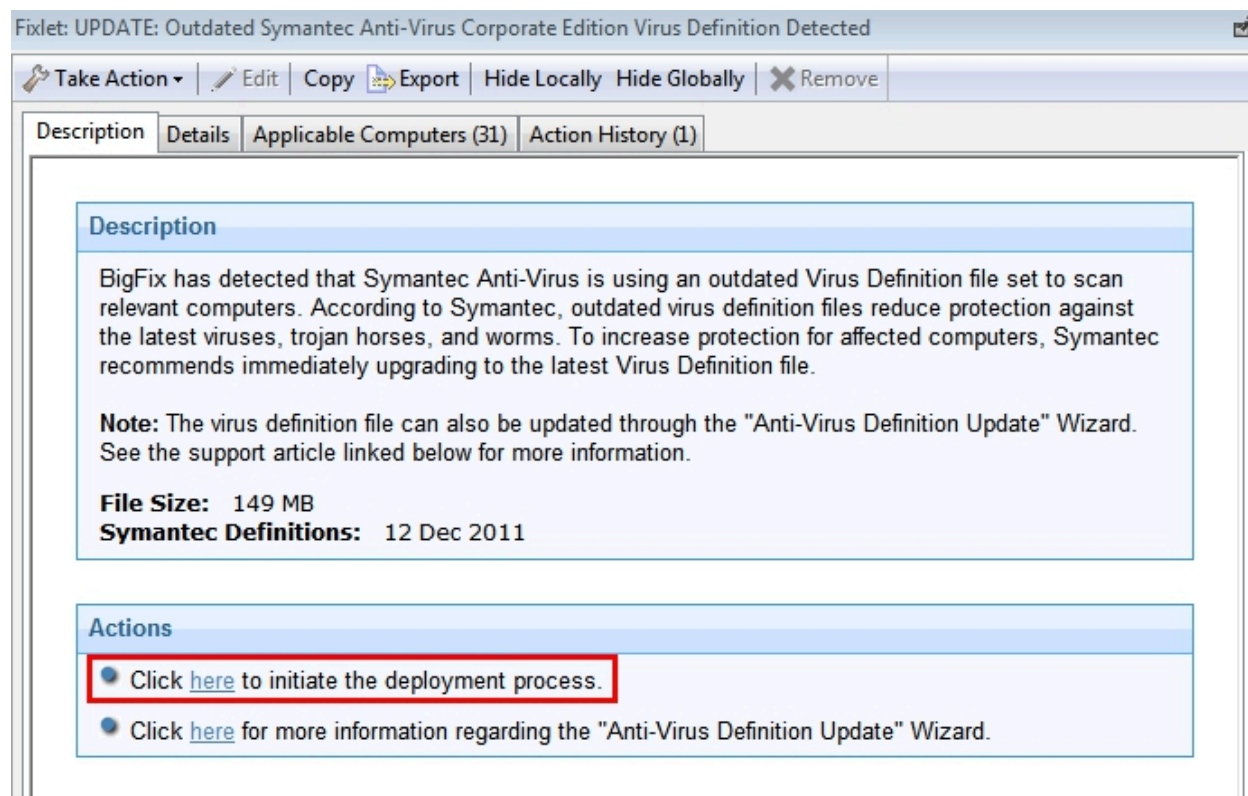 Fixlet: UPDATE: Outdated Symantec Anti-Virus Corporate Edition Virus Definition Detected
Take Action Edit Copy Export Hide Locally Hide Globally Remove
Description Details Applicable Computers (31) Action History (1)
Description
BigFix has detected that Symantec Anti-Virus is using an outdated Virus Definition file set to scan
relevant computers. According to Symantec, outdated virus definition files reduce protection against
the latest viruses, trojan horses, and worms. To increase protection for affected computers, Symantec
recommends immediately upgrading to the latest Virus Definition file.
Note: The virus definition file can also be updated through the "Anti-Virus Definition Update" Wizard.
See the support article linked below for more information.
File Size: 149 MB
Symantec Definitions: 12 Dec 2011
Actions
Click here to initiate the deployment process.
Click here for more information regarding the "Anti-Virus Definition Update" Wizard.